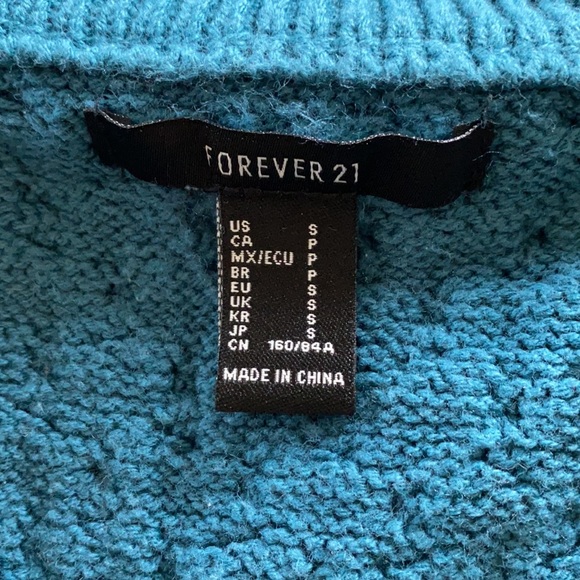 FOREVER 21
US S
CA P
MX/ECU P
BR P
EU S
UK S
KR S
JP S
CN 160/84A
MADE IN CHINA